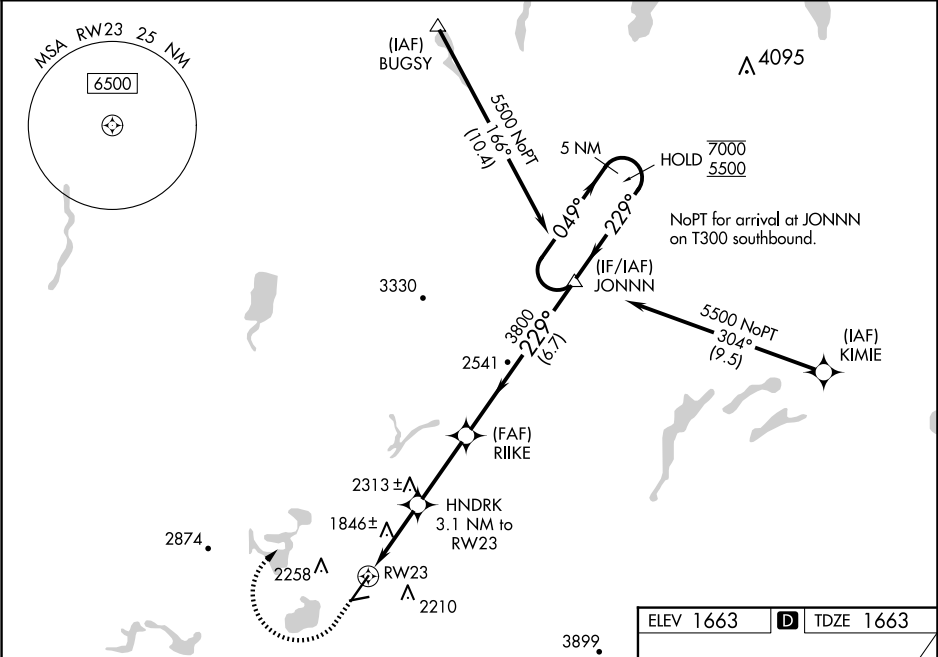 MSA RW23 25 NM
6500
(IAF)
BUGSY
4095
5500 NoPT
166°
(10.4)
5 NM
HOLD
7000
5500
049°
229°
NoPT for arrival at JONNN
on T300 southbound.
(IF/IAF)
JONNN
3330
3800
229°
(6.7)
5500 NoPT
304°
(9.5)
(IAF)
KIMIE
2541
(FAF)
RIIKE
2313 ±
HNDRK
3.1 NM to
RW23
1846±
2874
2258
RW23
2210
3899
ELEV 1663
D
TDZE 1663